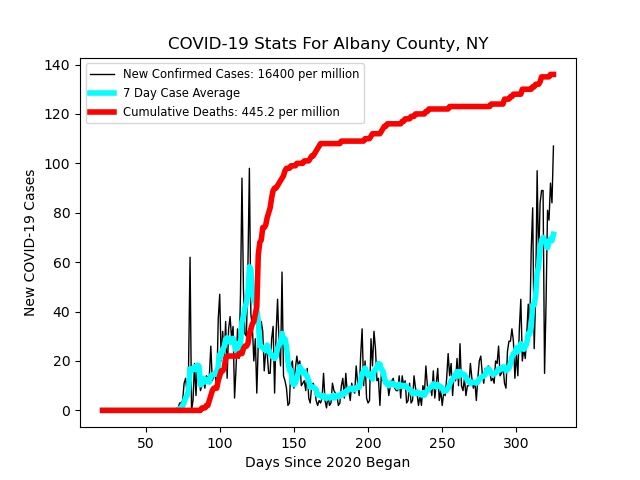 COVID-19 Stats For Albany County, NY
New Confirmed Cases: 16400 per million
7 Day Case Average
Cumulative Deaths: 445.2 per million
New COVID-19 Cases
140
120
100
80
60
40
20
0
50 100 150 200 250 300
Days Since 2020 Began